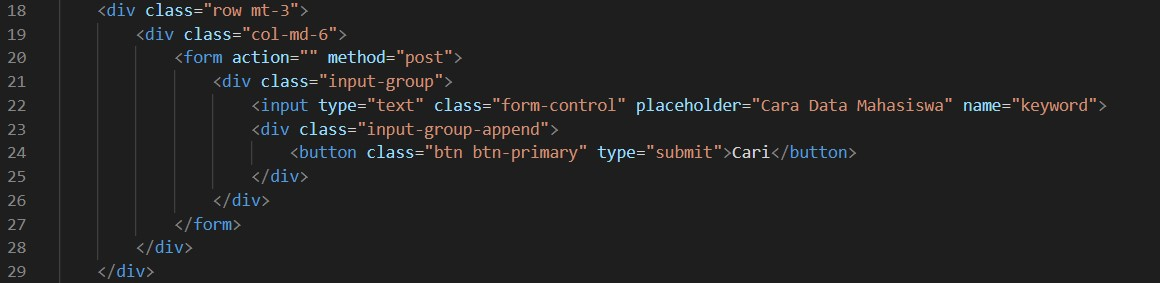 18 <div class="row mt-3">
19 <div class="col-md-6">
20 <form action="" method="post">
21 <div class="input-group">
22 <input type="text" class="form-control" placeholder="Cara Data Mahasiswa" name="keyword">
23 <div class="input-group-append">
24 <button class="btn btn-primary" type="submit">Cari</button>
25 </div>
26 </div>
27 </form>
28 </div>
29 </div>